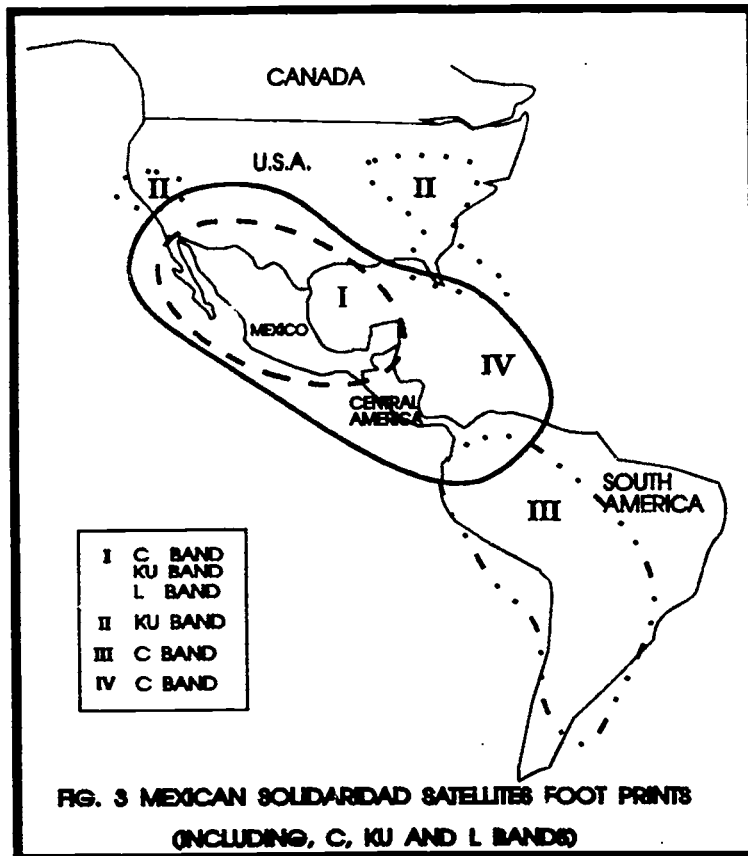 CANADA
U.S.A.
II
II
I
MEXICO
IV
CENTRAL
AMERICA
SOUTH
AMERICA
III
I C BAND
KU BAND
L BAND
II KU BAND
III C BAND
IV C BAND
FIG. 3 MEXICAN SOLIDARIDAD SATELLITES FOOT PRINTS
(INCLUDING, C, KU AND L BANDS)